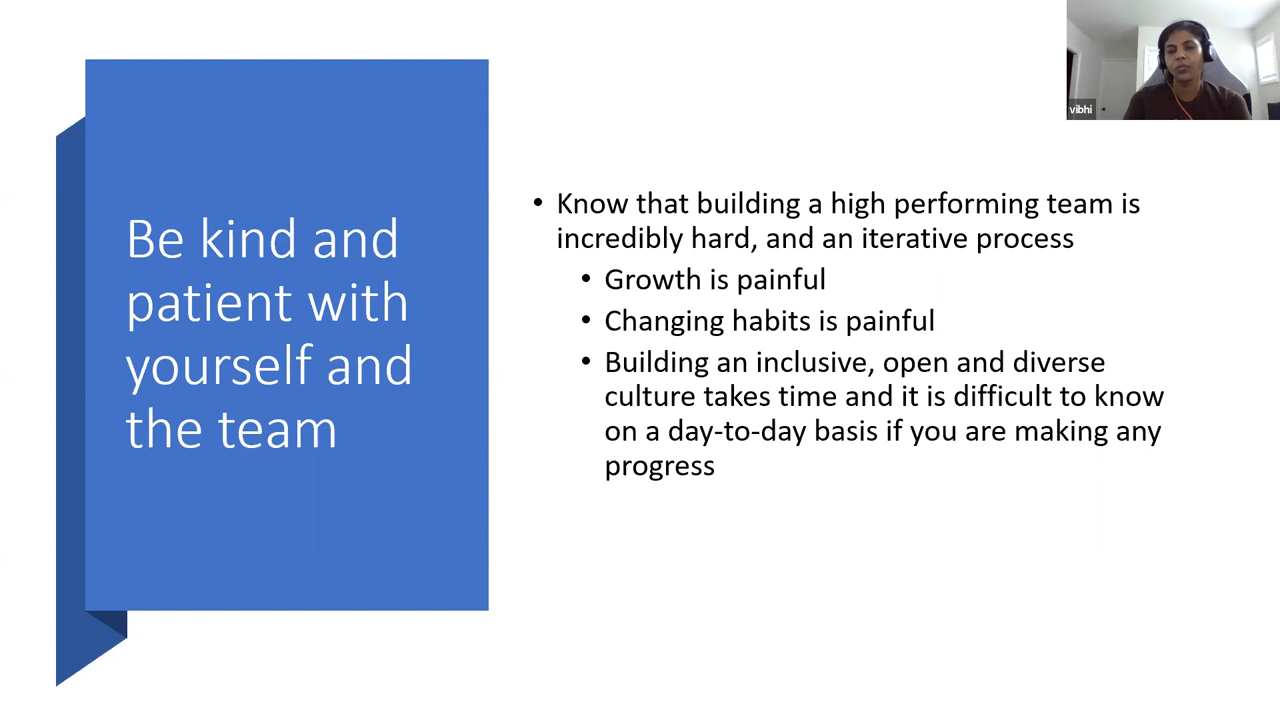 vibhi
Be kind and
patient with
yourself and
the team
• Know that building a high performing team is
incredibly hard, and an iterative process
• Growth is painful
• Changing habits is painful
• Building an inclusive, open and diverse
culture takes time and it is difficult to know
on a day-to-day basis if you are making any
progress